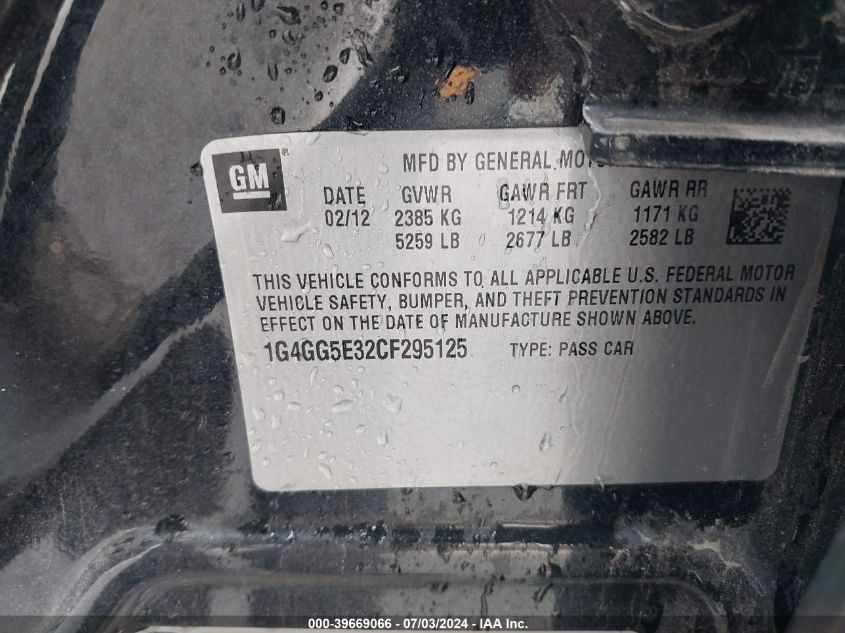 GM®
MFD BY GENERAL
DATE GVWR GAWR FRT GAWR RR
02/12 2385 KG 1214 KG 1171 KG
5259 LB 2677 LB 2582 LB
THIS VEHICLE CONFORMS TO ALL APPLICABLE U.S. FEDERAL MOTOR
VEHICLE SAFETY, BUMPER, AND THEFT PREVENTION STANDARDS IN
EFFECT ON THE DATE OF MANUFACTURE SHOWN ABOVE.
1G4GG5E32CF295125 TYPE: PASS CAR
000-39669066 - 07/03/2024 - IAA Inc.